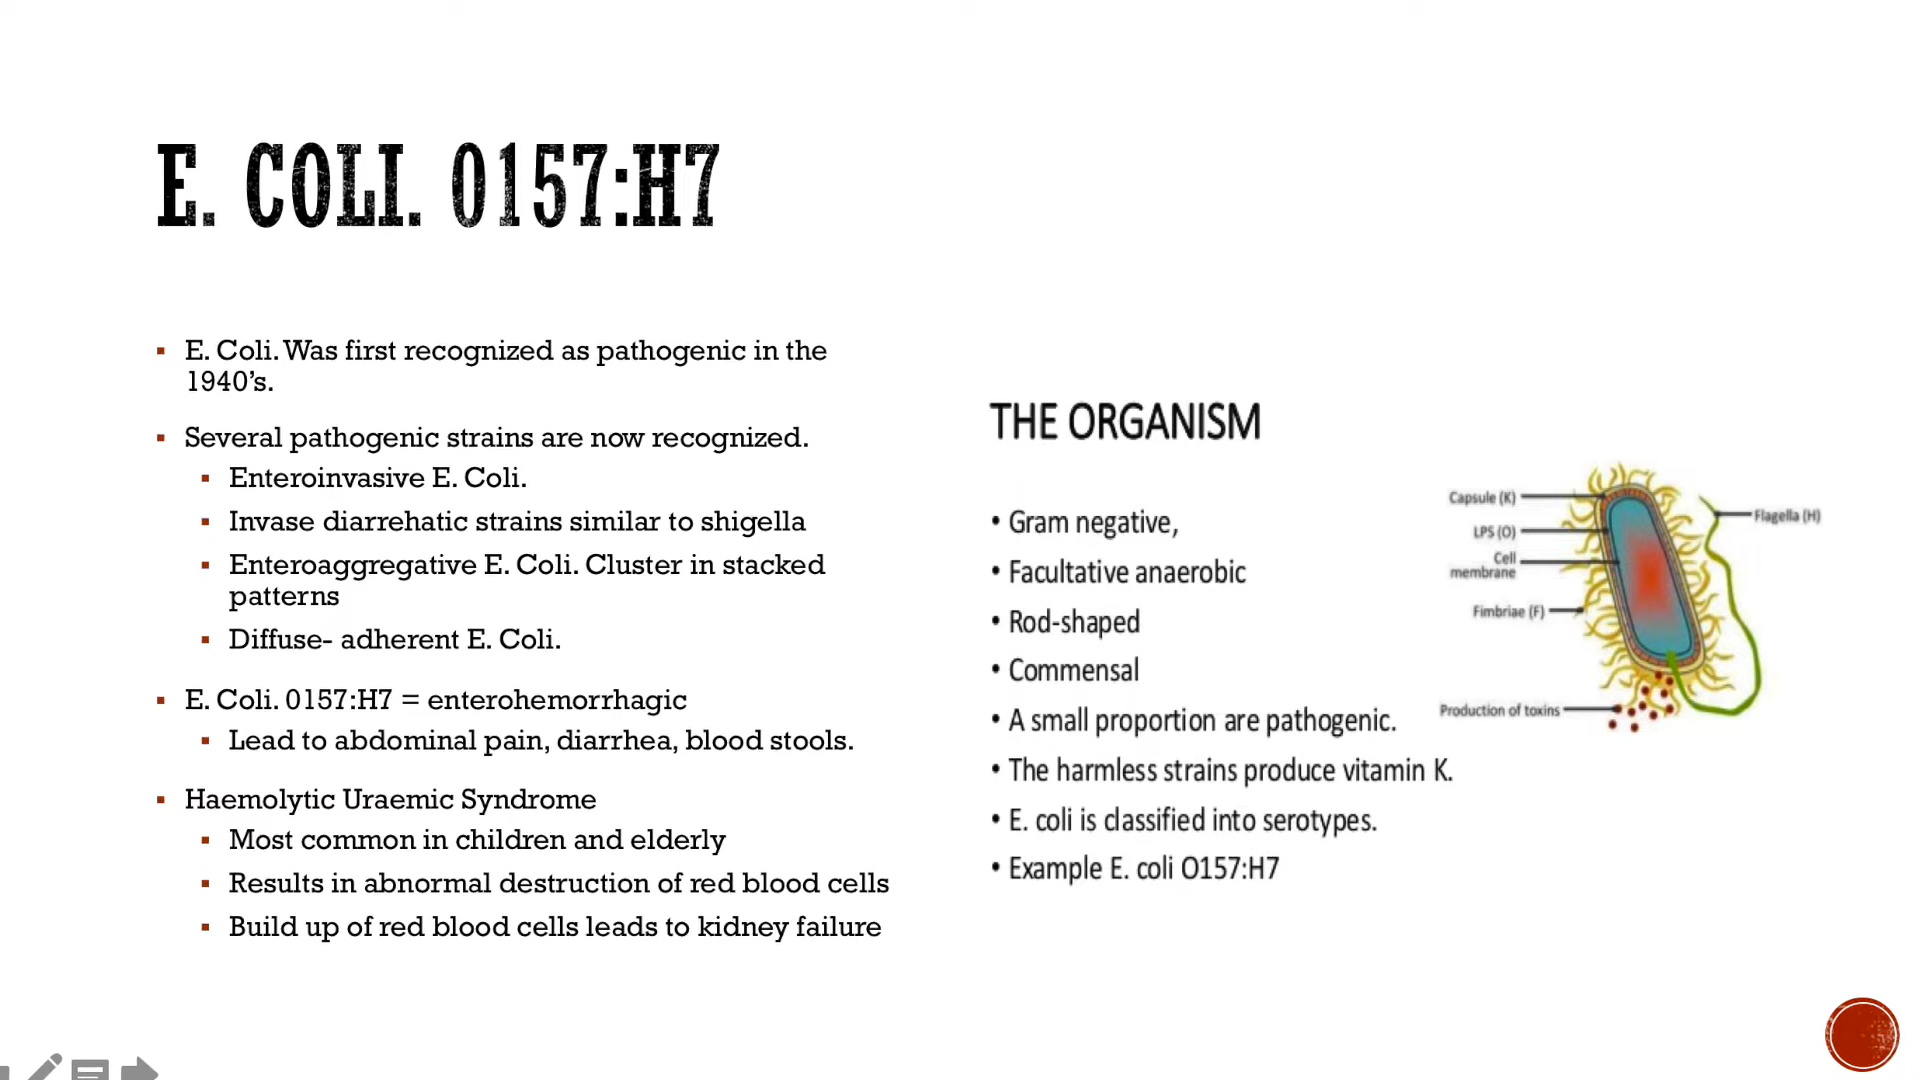 E. COLI. 0157:H7
▪ E. Coli. Was first recognized as pathogenic in the
1940’s.
▪ Several pathogenic strains are now recognized.
▪ Enteroinvasive E. Coli.
▪ Invase diarrehatic strains similar to shigella
▪ Enteroaggregative E. Coli. Cluster in stacked
patterns
▪ Diffuse- adherent E. Coli.
▪ E. Coli. 0157:H7 = enterohemorrhagic
▪ Lead to abdominal pain, diarrhea, blood stools.
▪ Haemolytic Uraemic Syndrome
▪ Most common in children and elderly
▪ Results in abnormal destruction of red blood cells
▪ Build up of red blood cells leads to kidney failure
THE ORGANISM
• Gram negative,
• Facultative anaerobic
• Rod-shaped
• Commensal
• A small proportion are pathogenic.
• The harmless strains produce vitamin K.
• E. coli is classified into serotypes.
• Example E. coli O157:H7
Capsule (K)
LPS (O)
Cell
membrane
Fimbriae (F)
Production of toxins
Flagella (H)